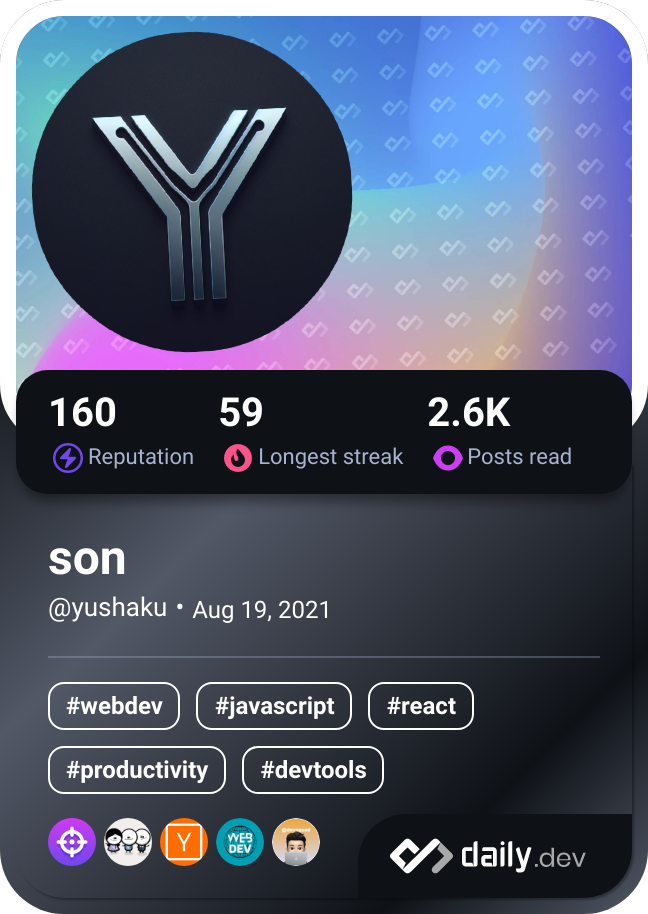 160 59 2.6K
Reputation Longest streak Posts read
son
@yushaku • Aug 19, 2021
#webdev #javascript #react
#productivity #devtools
Y WEB DEV
daily.dev